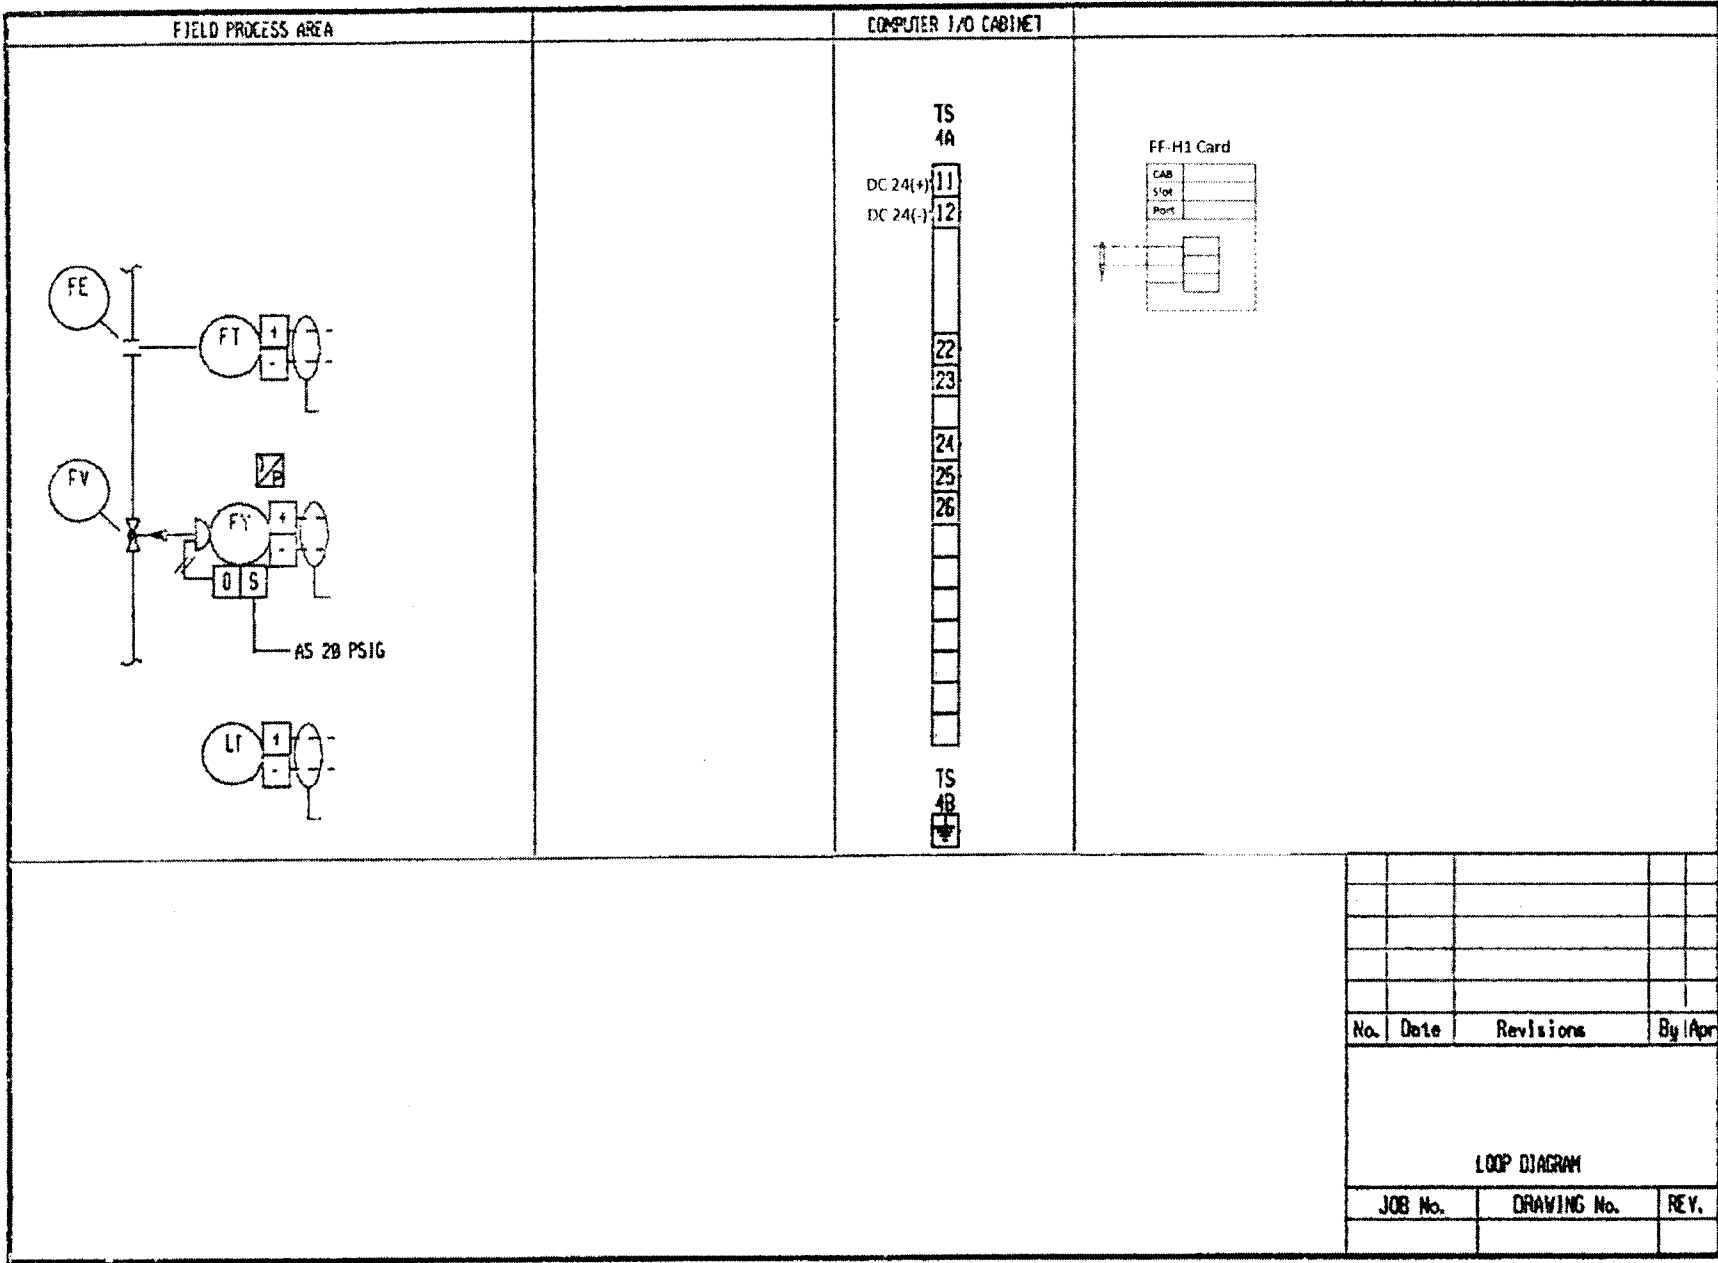 FIELD PROCESS AREA
COMPUTER I/O CABINET
TS
4A
FF-H1 Card
CAB
Slot
Port
DC 24(+)
11
DC 24(-)
12
FE
FT
+
-
22
23
24
25
26
FV
I/P
FY
+
-
O S
AS 20 PSIG
LT
+
-
TS
4B
No. Date Revisions By Apr
LOOP DIAGRAM
JOB No. DRAWING No. REV.